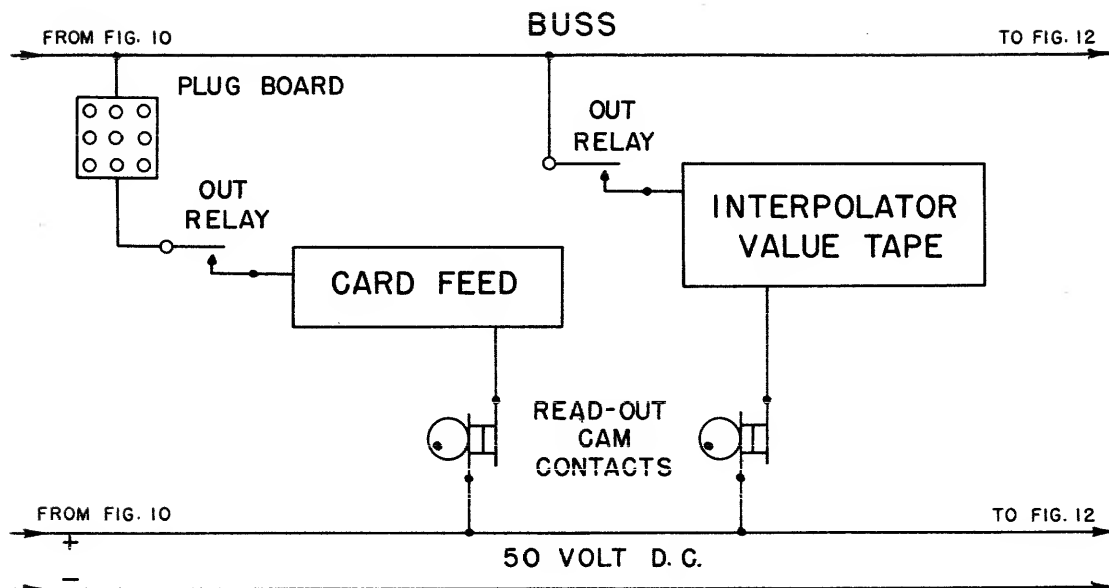 BUSS
FROM FIG. 10
TO FIG. 12
PLUG BOARD
OUT
RELAY
OUT
RELAY
INTERPOLATOR
VALUE TAPE
CARD FEED
READ-OUT
CAM
CONTACTS
FROM FIG. 10
TO FIG. 12
+
50 VOLT D.C.
−